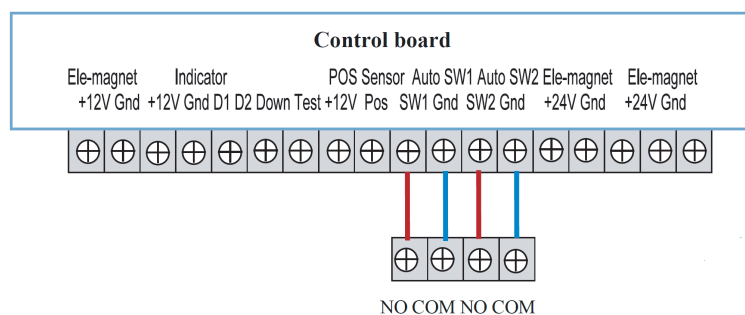 Control board
Ele-magnet Indicator POS Sensor Auto SW1 Auto SW2 Ele-magnet Ele-magnet
+12V Gnd +12V Gnd D1 D2 Down Test +12V Pos SW1 Gnd SW2 Gnd +24V Gnd +24V Gnd
NO COM NO COM